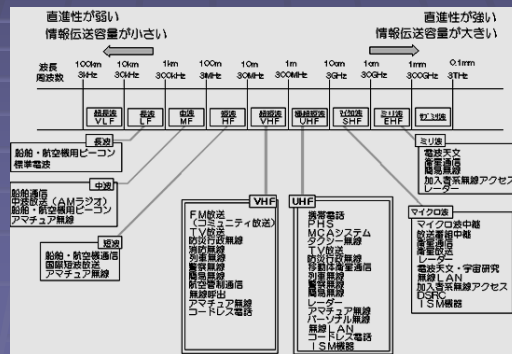 直進性が弱い
情報伝送容量が小さい
直進性が強い
情報伝送容量が大きい
波長 100km 10km 1km 100m 10m 1m 10cm 1cm 1mm 0.1mm
周波数 3kHz 30kHz 300kHz 3MHz 30MHz 300MHz 3GHz 30GHz 300GHz 3THz
超長波 長波 中波 短波 超短波 極超短波 マイクロ波 ミリ波 サブミリ波
VLF LF MF HF VHF UHF SHF EHF
長波
船舶・航空機用ビーコン
標準電波
中波
船舶通信
中波放送(AMラジオ)
船舶・航空機用ビーコン
アマチュア無線
短波
船舶・航空機通信
国際短波放送
アマチュア無線
VHF
FM放送
(コミュニティ放送)
TV放送
防災行政無線
消防無線
列車無線
警察無線
簡易無線
航空管制通信
無線呼出
アマチュア無線
コードレス電話
UHF
携帯電話
PHS
MCAシステム
タクシー無線
TV放送
防災行政無線
移動体衛星通信
列車無線
警察無線
簡易無線
レーダー
アマチュア無線
パーソナル無線
無線LAN
コードレス電話
ISM機器
ミリ波
電波天文
衛星通信
簡易無線
加入者系無線アクセス
レーダー
マイクロ波
マイクロ波中継
放送番組中継
衛星通信
衛星放送
レーダー
電波天文・宇宙研究
無線LAN
加入者系無線アクセス
DSRC
ISM機器